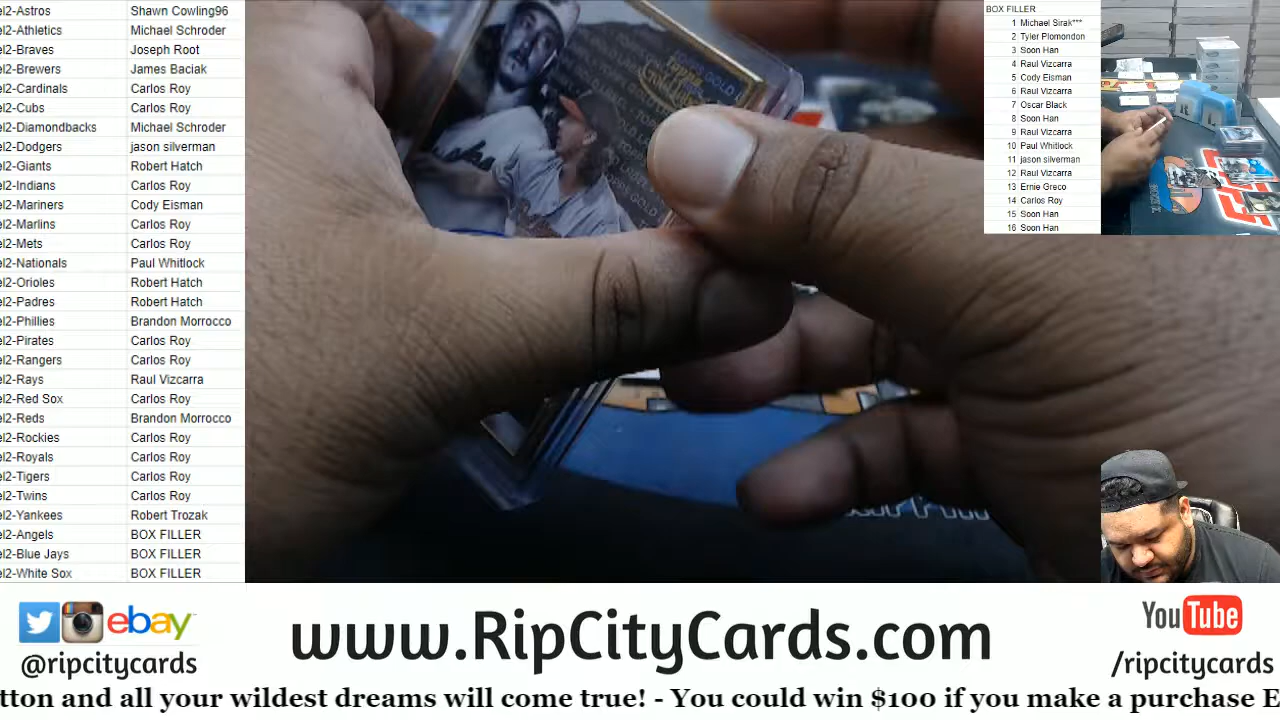 el2-Astros Shawn Cowling96
el2-Athletics Michael Schroder
el2-Braves Joseph Root
el2-Brewers James Baciak
el2-Cardinals Carlos Roy
el2-Cubs Carlos Roy
el2-Diamondbacks Michael Schroder
el2-Dodgers jason silverman
el2-Giants Robert Hatch
el2-Indians Carlos Roy
el2-Mariners Cody Eisman
el2-Marlins Carlos Roy
el2-Mets Carlos Roy
el2-Nationals Paul Whitlock
el2-Orioles Robert Hatch
el2-Padres Robert Hatch
el2-Phillies Brandon Morrocco
el2-Pirates Carlos Roy
el2-Rangers Carlos Roy
el2-Rays Raul Vizcarra
el2-Red Sox Carlos Roy
el2-Reds Brandon Morrocco
el2-Rockies Carlos Roy
el2-Royals Carlos Roy
el2-Tigers Carlos Roy
el2-Twins Carlos Roy
el2-Yankees Robert Trozak
el2-Angels BOX FILLER
el2-Blue Jays BOX FILLER
el2-White Sox BOX FILLER
Topps
Gold
BOX FILLER
1 Michael Sirak***
2 Tyler Plomondon
3 Soon Han
4 Raul Vizcarra
5 Cody Eisman
6 Raul Vizcarra
7 Oscar Black
8 Soon Han
9 Raul Vizcarra
10 Paul Whitlock
11 jason silverman
12 Raul Vizcarra
13 Ernie Greco
14 Carlos Roy
15 Soon Han
16 Soon Han
ebay
@ripcitycards
www.RipCityCards.com
YouTube
/ripcitycards
tton and all your wildest dreams will come true! - You could win $100 if you make a purchase E